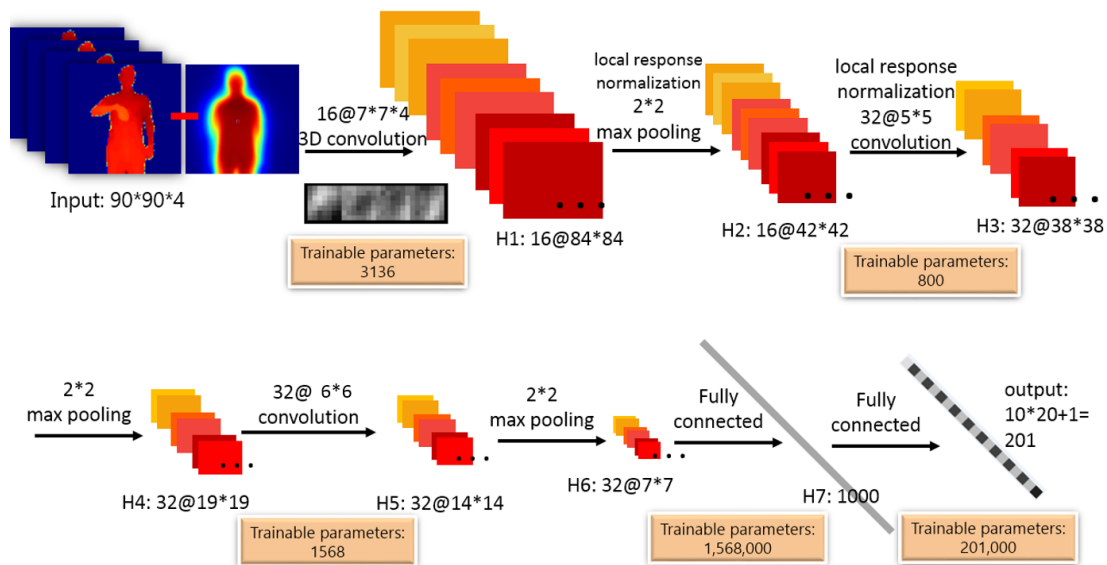 Input: 90*90*4
16@7*7*4
3D convolution
Trainable parameters:
3136
H1: 16@84*84
local response
normalization
2*2
max pooling
H2: 16@42*42
local response
normalization
32@5*5
convolution
Trainable parameters:
800
H3: 32@38*38
2*2
max pooling
H4: 32@19*19
32@ 6*6
convolution
Trainable parameters:
1568
H5: 32@14*14
2*2
max pooling
H6: 32@7*7
Fully
connected
Trainable parameters:
1,568,000
H7: 1000
Fully
connected
Trainable parameters:
201,000
output:
10*20+1=
201